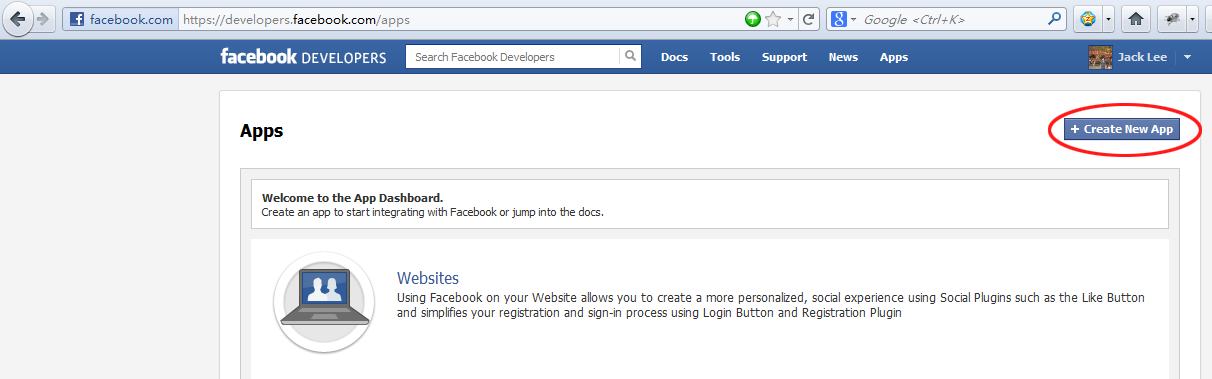 facebook.com https://developers.facebook.com/apps Google <Ctrl+K>
facebook DEVELOPERS Search Facebook Developers Docs Tools Support News Apps Jack Lee
Apps
+ Create New App
Welcome to the App Dashboard.
Create an app to start integrating with Facebook or jump into the docs.
Websites
Using Facebook on your Website allows you to create a more personalized, social experience using Social Plugins such as the Like Button
and simplifies your registration and sign-in process using Login Button and Registration Plugin